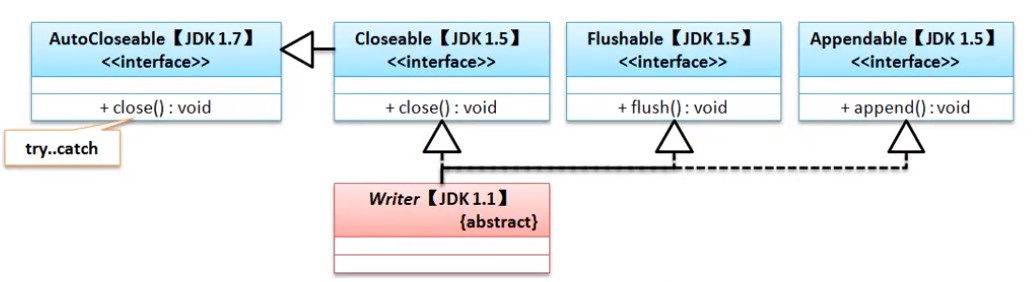 AutoCloseable【JDK 1.7】
<<interface>>
+ close() : void
try..catch
Closeable【JDK 1.5】
<<interface>>
+ close() : void
Flushable【JDK 1.5】
<<interface>>
+ flush() : void
Appendable【JDK 1.5】
<<interface>>
+ append() : void
Writer【JDK 1.1】
{abstract}